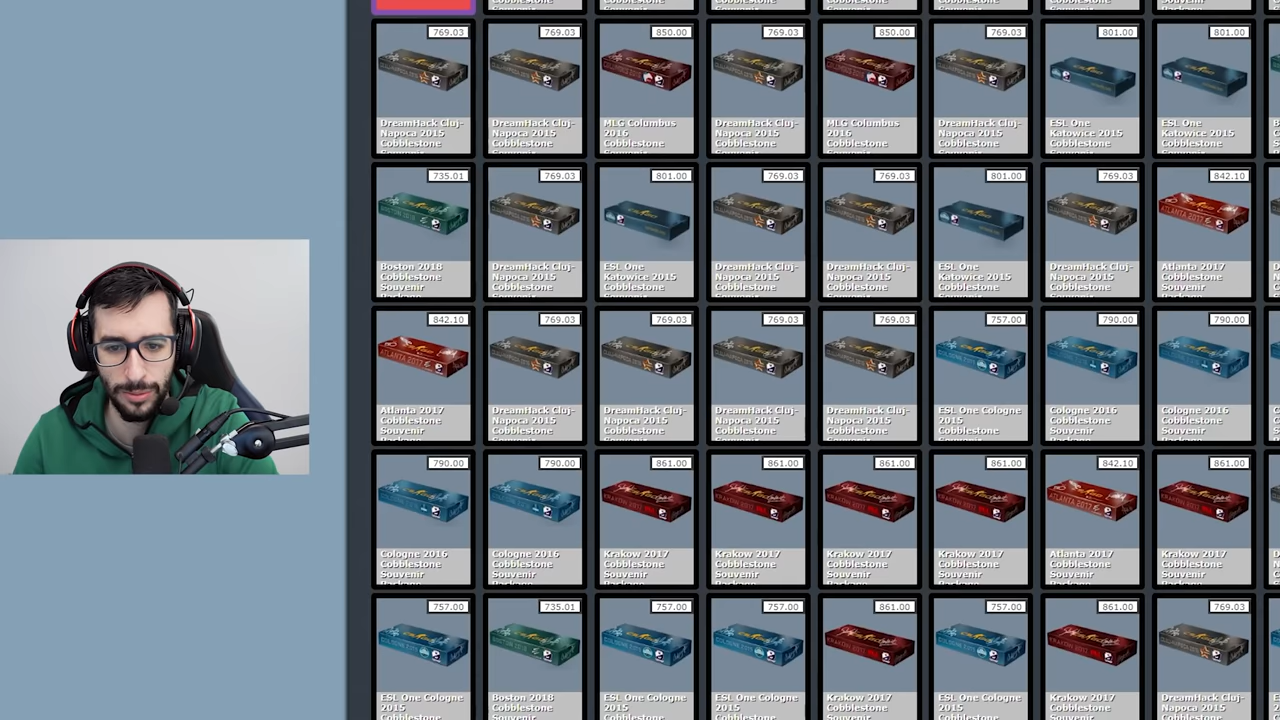 Souvenir
769.03 769.03 850.00 769.03 850.00 769.03 801.00 801.00
DreamHack Cluj- DreamHack Cluj- MLG Columbus DreamHack Cluj- MLG Columbus DreamHack Cluj- ESL One ESL One
Napoca 2015 Napoca 2015 2016 Napoca 2015 2016 Napoca 2015 Katowice 2015 Katowice 2015
Cobblestone Cobblestone Cobblestone Cobblestone Cobblestone Cobblestone Cobblestone Cobblestone
735.01 769.03 801.00 769.03 769.03 801.00 769.03 842.10
Boston 2018 DreamHack Cluj- ESL One DreamHack Cluj- DreamHack Cluj- ESL One DreamHack Cluj- Atlanta 2017
Cobblestone Napoca 2015 Katowice 2015 Napoca 2015 Napoca 2015 Katowice 2015 Napoca 2015 Cobblestone
Souvenir Cobblestone Cobblestone Cobblestone Cobblestone Cobblestone Cobblestone Souvenir
842.10 769.03 769.03 769.03 769.03 757.00 790.00 790.00
Atlanta 2017 DreamHack Cluj- DreamHack Cluj- DreamHack Cluj- DreamHack Cluj- ESL One Cologne Cologne 2016 Cologne 2016
Cobblestone Napoca 2015 Napoca 2015 Napoca 2015 Napoca 2015 2015 Cobblestone Cobblestone
Souvenir Cobblestone Cobblestone Cobblestone Cobblestone Cobblestone Souvenir Souvenir
790.00 790.00 861.00 861.00 861.00 861.00 842.10 861.00
Cologne 2016 Cologne 2016 Krakow 2017 Krakow 2017 Krakow 2017 Krakow 2017 Atlanta 2017 Krakow 2017
Cobblestone Cobblestone Cobblestone Cobblestone Cobblestone Cobblestone Cobblestone Cobblestone
Souvenir Souvenir Souvenir Souvenir Souvenir Souvenir Souvenir Souvenir
757.00 735.01 757.00 757.00 861.00 757.00 861.00 769.03
ESL One Cologne Boston 2018 ESL One Cologne ESL One Cologne Krakow 2017 ESL One Cologne Krakow 2017 DreamHack Cluj-
2015 Cobblestone 2015 2015 Cobblestone 2015 Cobblestone Napoca 2015